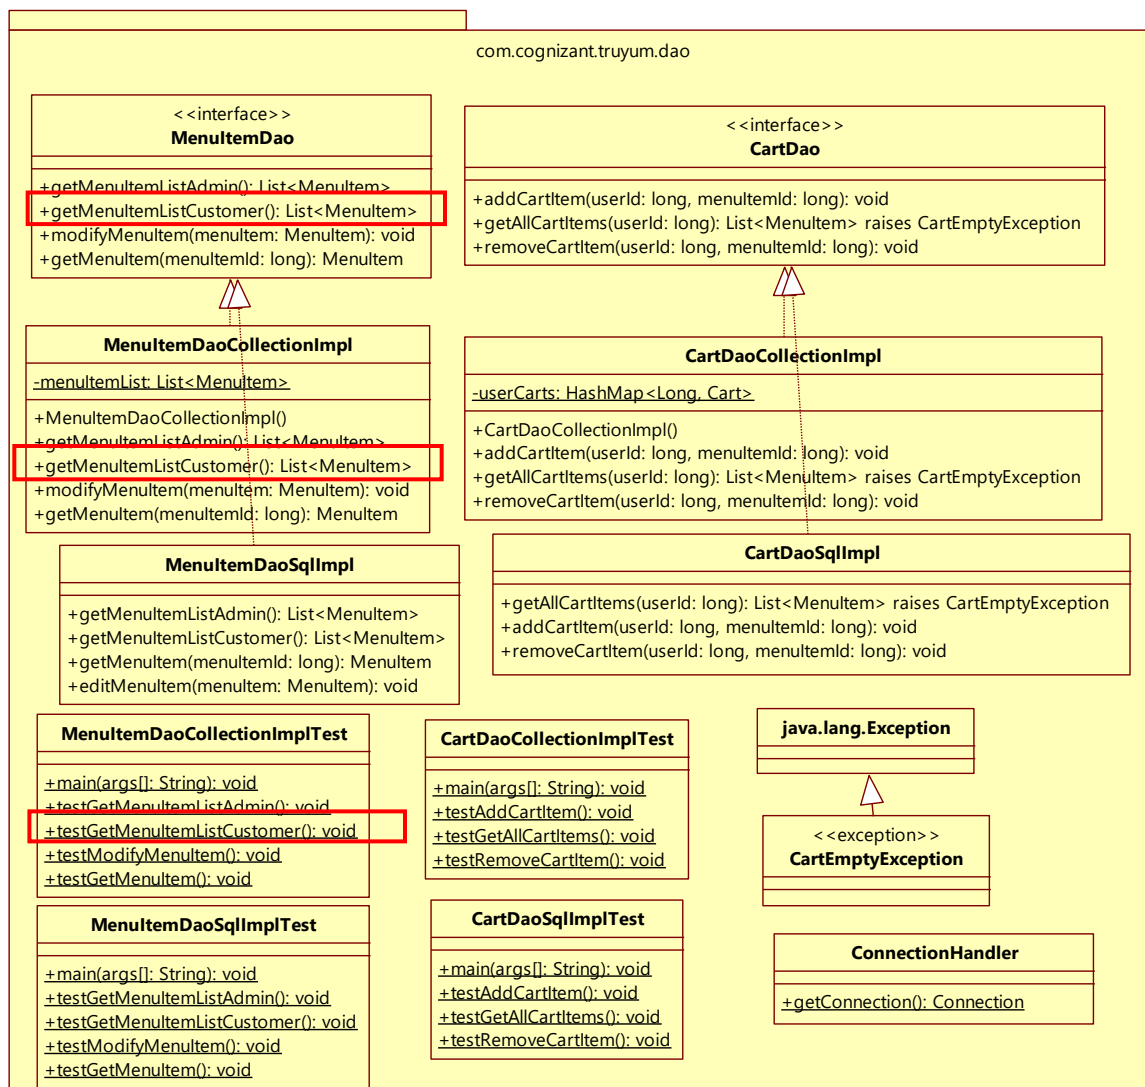 com.cognizant.truyum.dao
<<interface>>
MenuItemDao
+getMenuItemListAdmin(): List<MenuItem>
+getMenuItemListCustomer(): List<MenuItem>
+modifyMenuItem(menuItem: MenuItem): void
+getMenuItem(menuItemId: long): MenuItem
<<interface>>
CartDao
+addCartItem(userId: long, menuItemId: long): void
+getAllCartItems(userId: long): List<MenuItem> raises CartEmptyException
+removeCartItem(userId: long, menuItemId: long): void
MenuItemDaoCollectionImpl
-menuItemList: List<MenuItem>
+MenuItemDaoCollectionImpl()
+getMenuItemListAdmin(): List<MenuItem>
+getMenuItemListCustomer(): List<MenuItem>
+modifyMenuItem(menuItem: MenuItem): void
+getMenuItem(menuItemId: long): MenuItem
CartDaoCollectionImpl
-userCarts: HashMap<Long, Cart>
+CartDaoCollectionImpl()
+addCartItem(userId: long, menuItemId: long): void
+getAllCartItems(userId: long): List<MenuItem> raises CartEmptyException
+removeCartItem(userId: long, menuItemId: long): void
MenuItemDaoSqlImpl
+getMenuItemListAdmin(): List<MenuItem>
+getMenuItemListCustomer(): List<MenuItem>
+getMenuItem(menuItemId: long): MenuItem
+editMenuItem(menuItem: MenuItem): void
CartDaoSqlImpl
+getAllCartItems(userId: long): List<MenuItem> raises CartEmptyException
+addCartItem(userId: long, menuItemId: long): void
+removeCartItem(userId: long, menuItemId: long): void
MenuItemDaoCollectionImplTest
+main(args[]: String): void
+testGetMenuItemListAdmin(): void
+testGetMenuItemListCustomer(): void
+testModifyMenuItem(): void
+testGetMenuItem(): void
CartDaoCollectionImplTest
+main(args[]: String): void
+testAddCartItem(): void
+testGetAllCartItems(): void
+testRemoveCartItem(): void
java.lang.Exception
<<exception>>
CartEmptyException
MenuItemDaoSqlImplTest
+main(args[]: String): void
+testGetMenuItemListAdmin(): void
+testGetMenuItemListCustomer(): void
+testModifyMenuItem(): void
+testGetMenuItem(): void
CartDaoSqlImplTest
+main(args[]: String): void
+testAddCartItem(): void
+testGetAllCartItems(): void
+testRemoveCartItem(): void
ConnectionHandler
+getConnection(): Connection